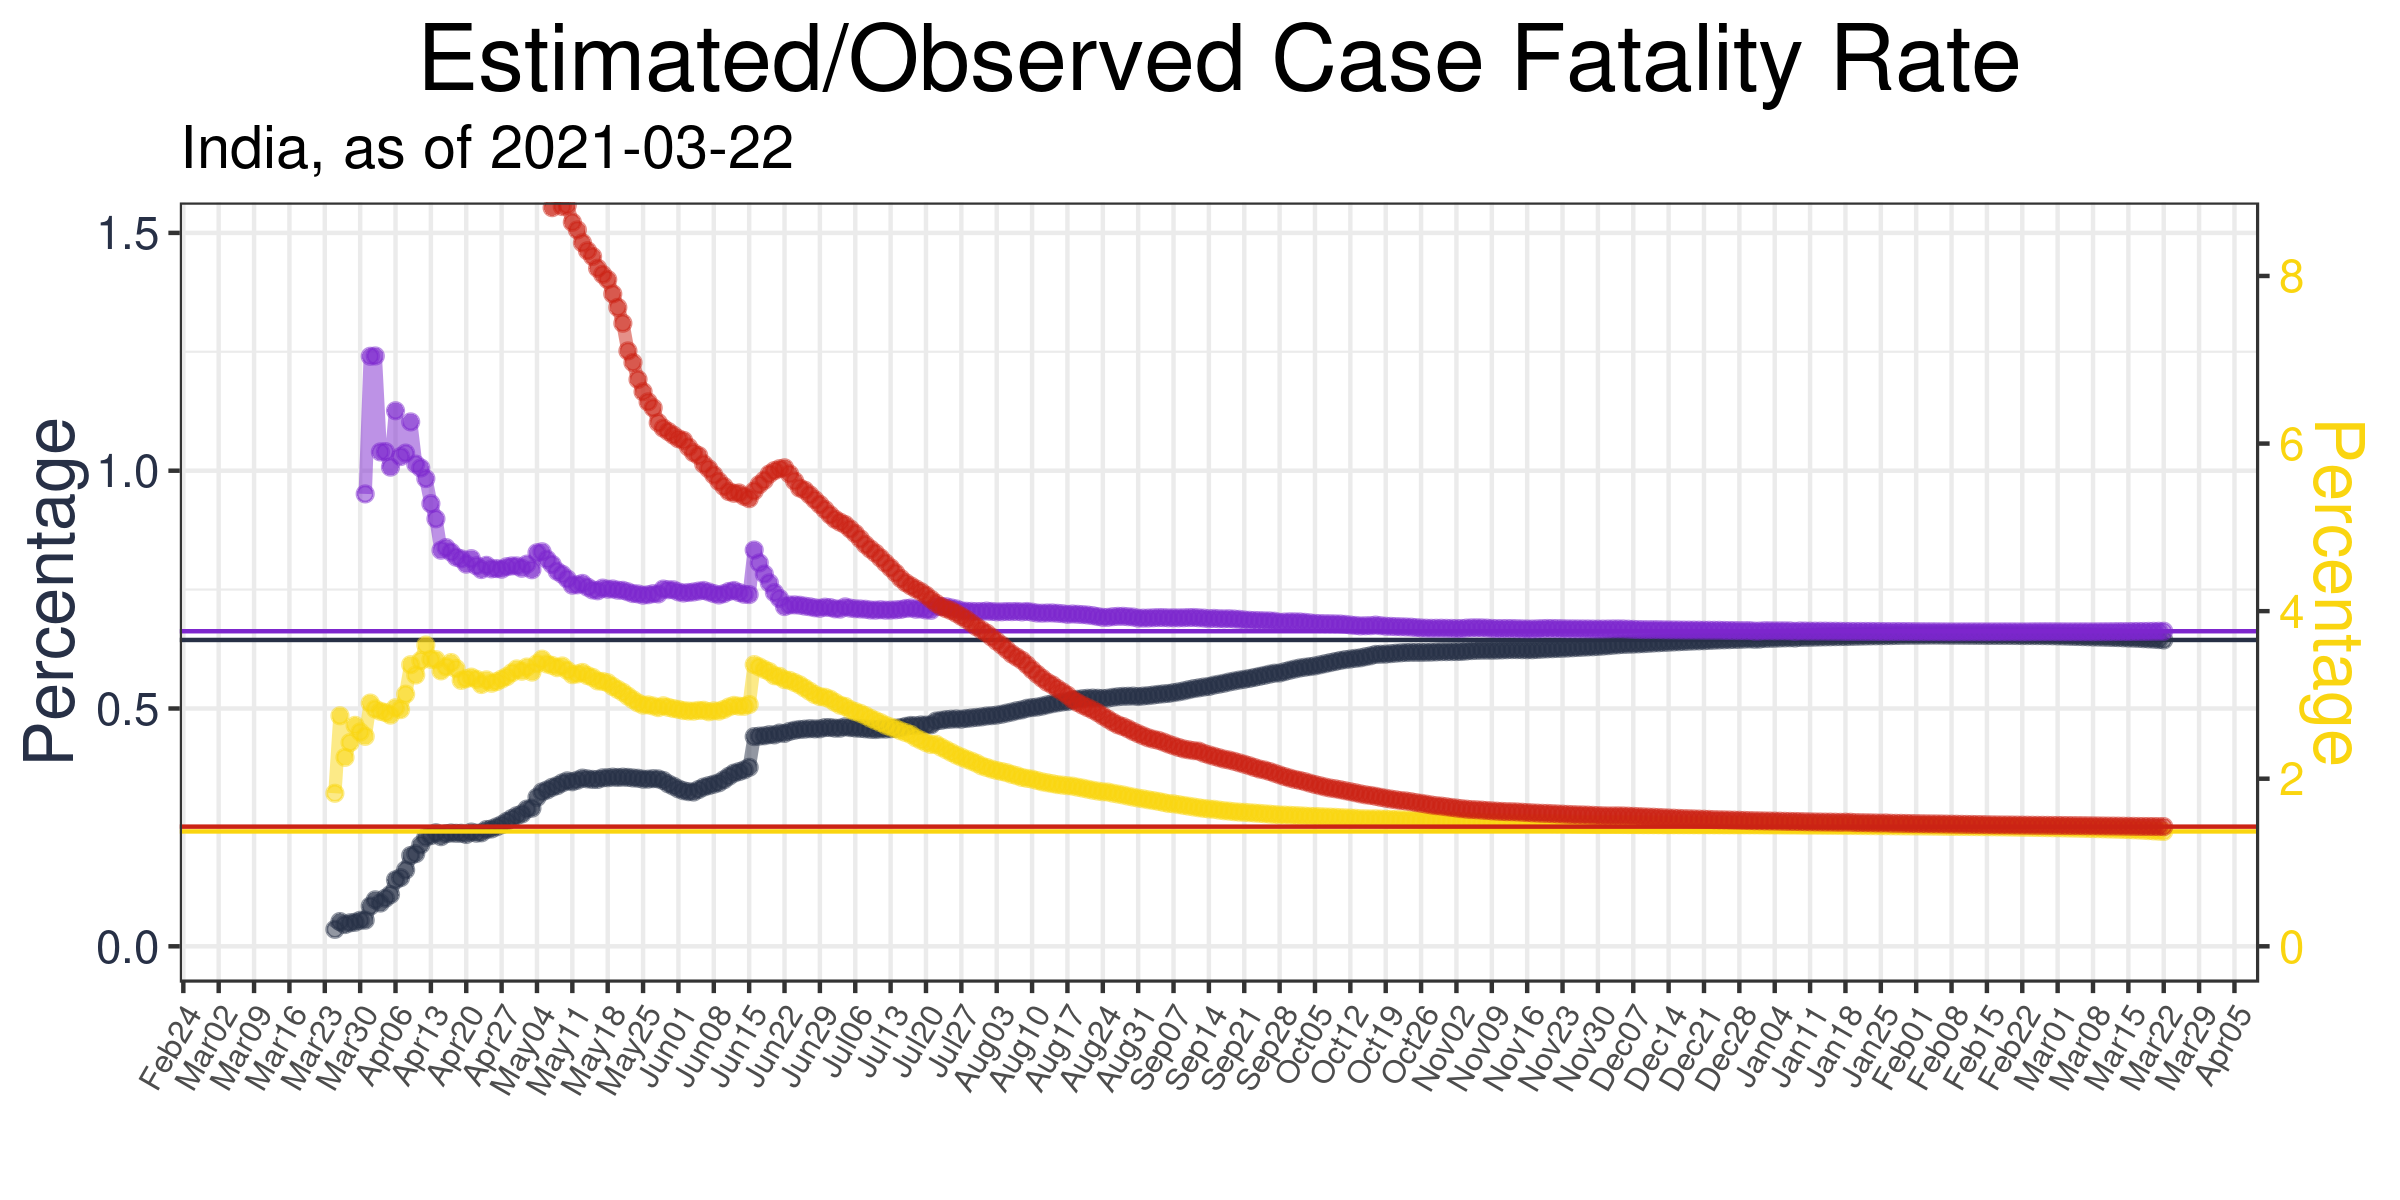 Estimated/Observed Case Fatality Rate
India, as of 2021-03-22
Percentage
1.5
1.0
0.5
0.0
8
6
4
2
0
Percentage
Feb24
Mar02
Mar09
Mar16
Mar23
Mar30
Apr06
Apr13
Apr20
Apr27
May04
May11
May18
May25
Jun01
Jun08
Jun15
Jun22
Jun29
Jul06
Jul13
Jul20
Jul27
Aug03
Aug10
Aug17
Aug24
Aug31
Sep07
Sep14
Sep21
Sep28
Oct05
Oct12
Oct19
Oct26
Nov02
Nov09
Nov16
Nov23
Nov30
Dec07
Dec14
Dec21
Dec28
Jan04
Jan11
Jan18
Jan25
Feb01
Feb08
Feb15
Feb22
Mar01
Mar08
Mar15
Mar22
Mar29
Apr05